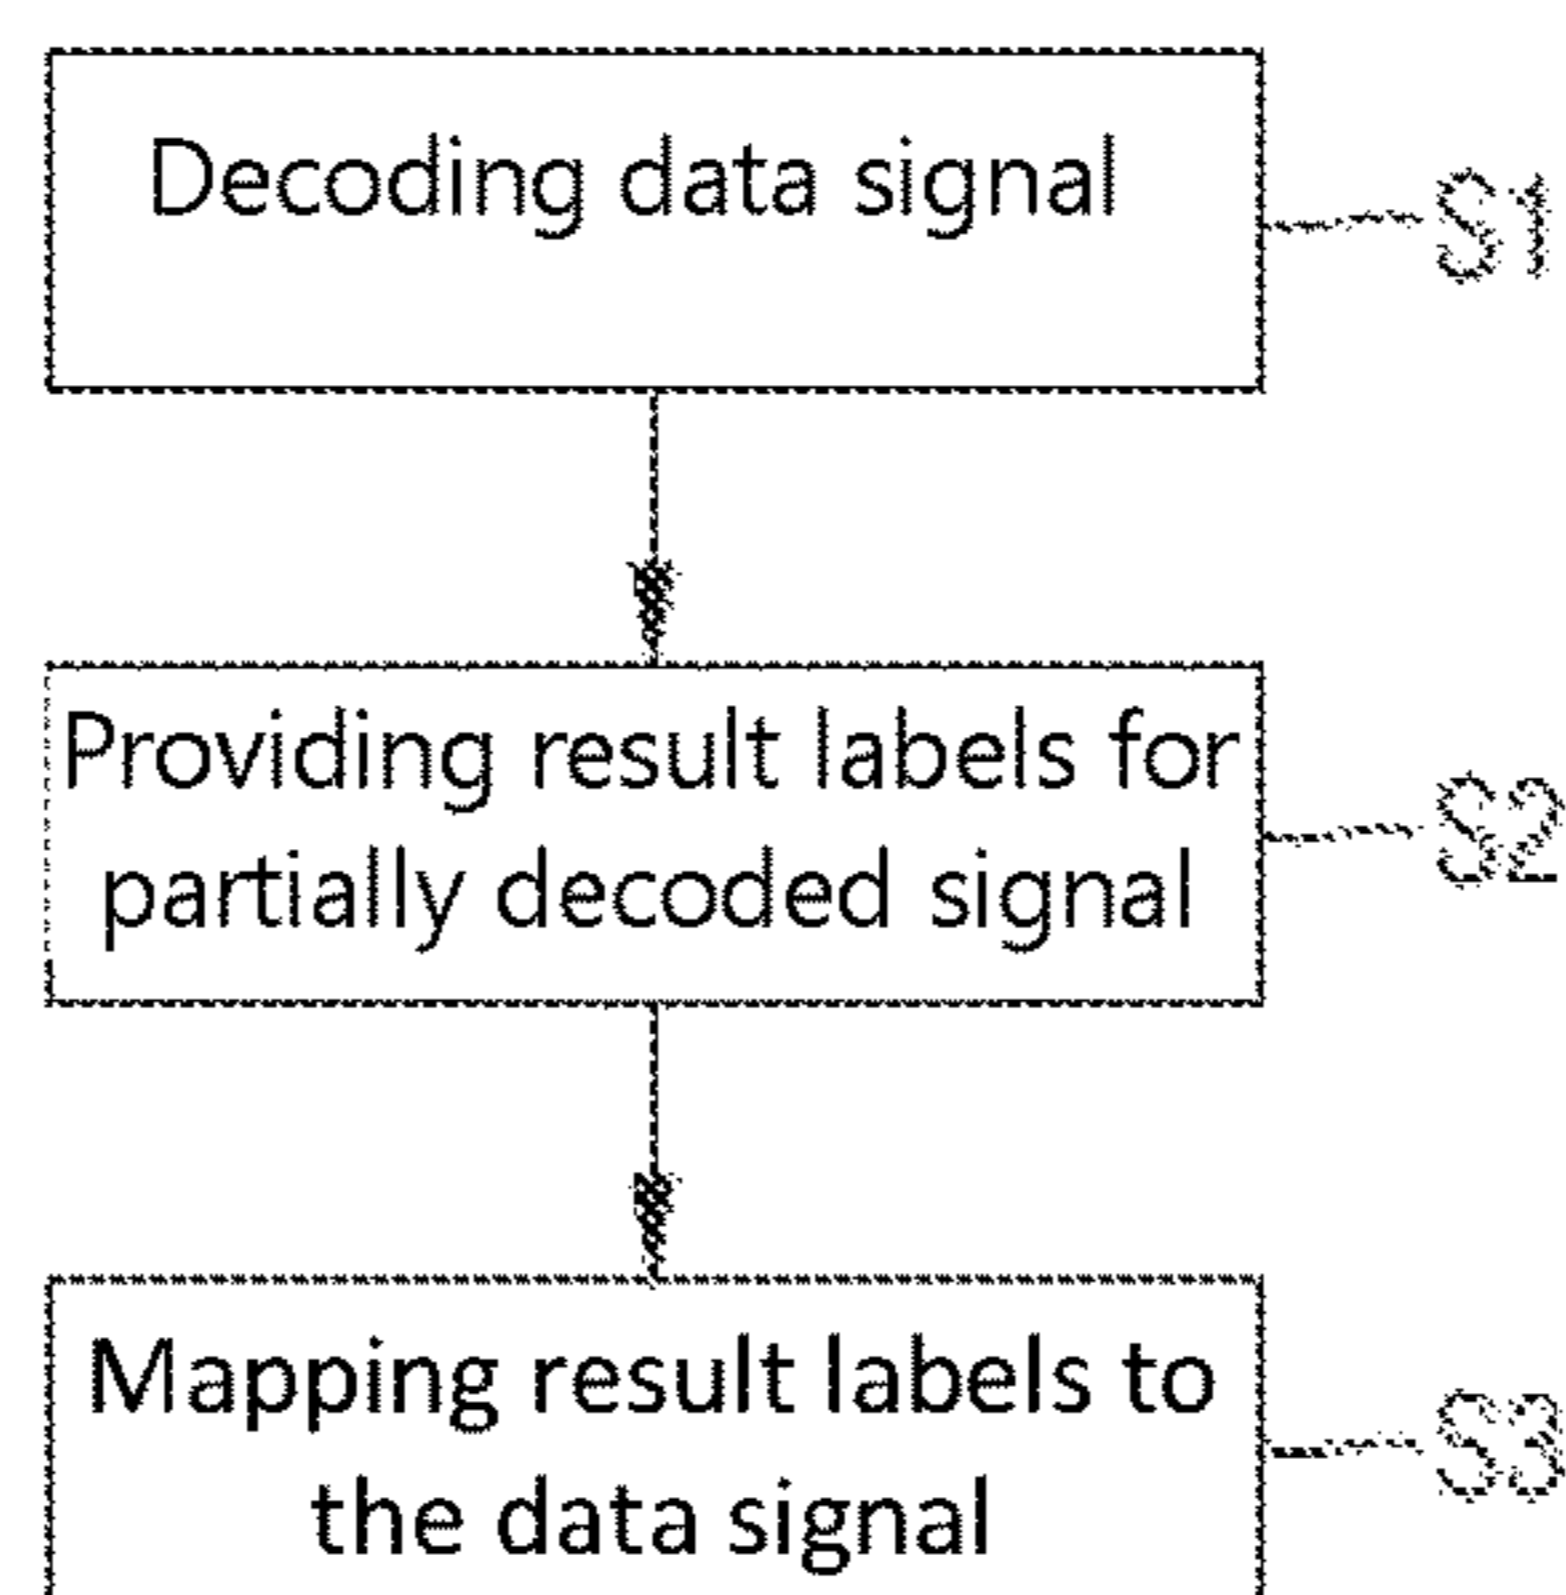 Decoding data signal
S1
Providing result labels for
partially decoded signal
S2
Mapping result labels to
the data signal
S3